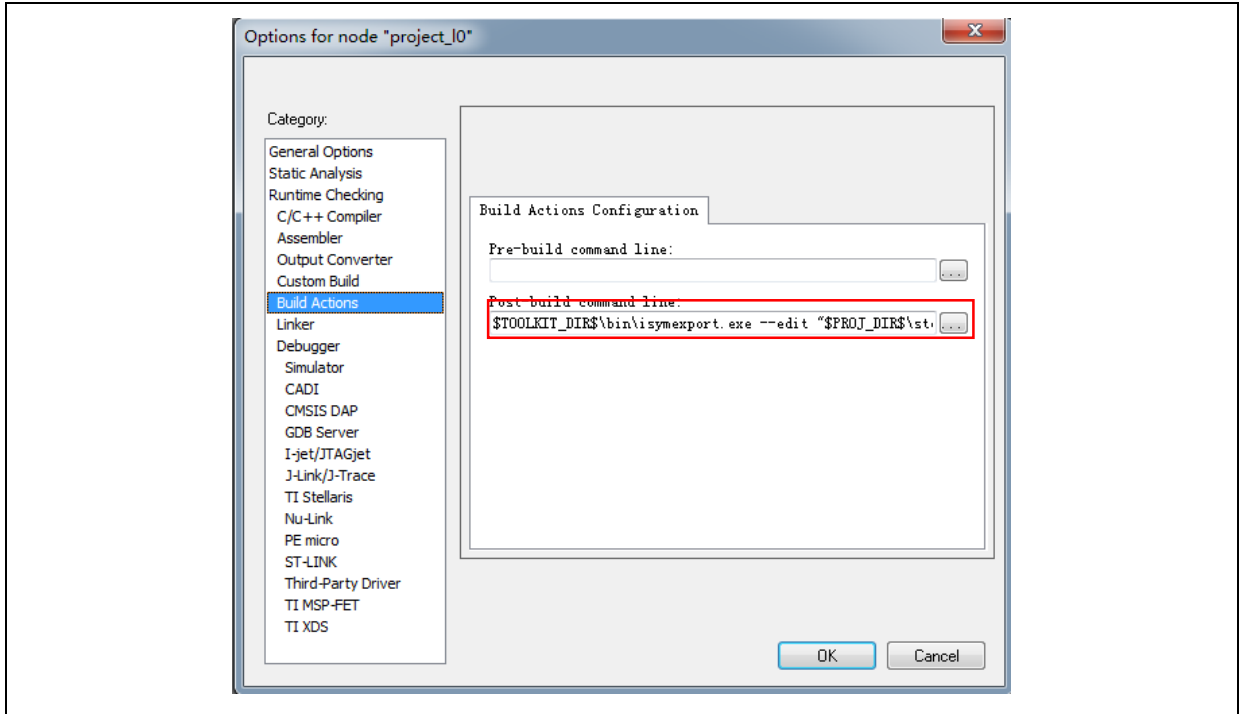 Options for node "project_l0"
Category:
General Options
Static Analysis
Runtime Checking
C/C++ Compiler
Assembler
Output Converter
Custom Build
Build Actions
Linker
Debugger
Simulator
CADI
CMSIS DAP
GDB Server
I-jet/JTAGjet
J-Link/J-Trace
TI Stellaris
Nu-Link
PE micro
ST-LINK
Third-Party Driver
TI MSP-FET
TI XDS
Build Actions Configuration
Pre-build command line:
...
Post-build command line:
$TOOLKIT_DIR$\bin\isymexport.exe --edit “$PROJ_DIR$\st
...
OK
Cancel